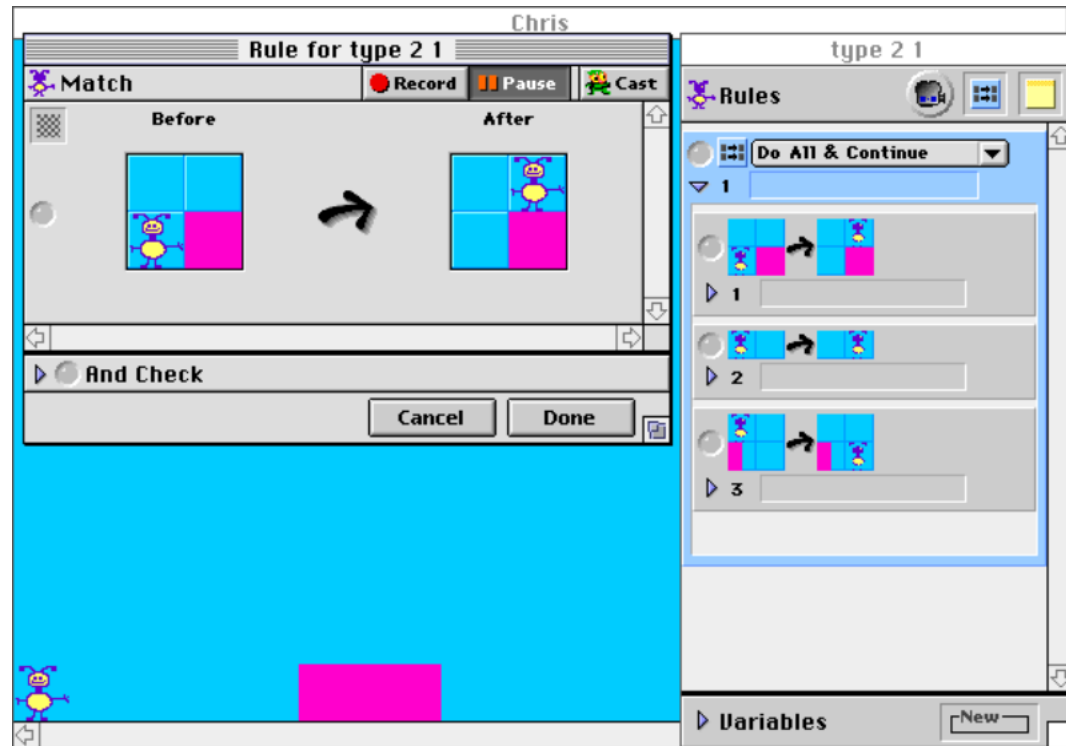 Chris
Rule for type 2 1
Match
Record
Pause
Cast
Before
After
And Check
Cancel
Done
type 2 1
Rules
Do All & Continue
1
1
2
3
Variables
New